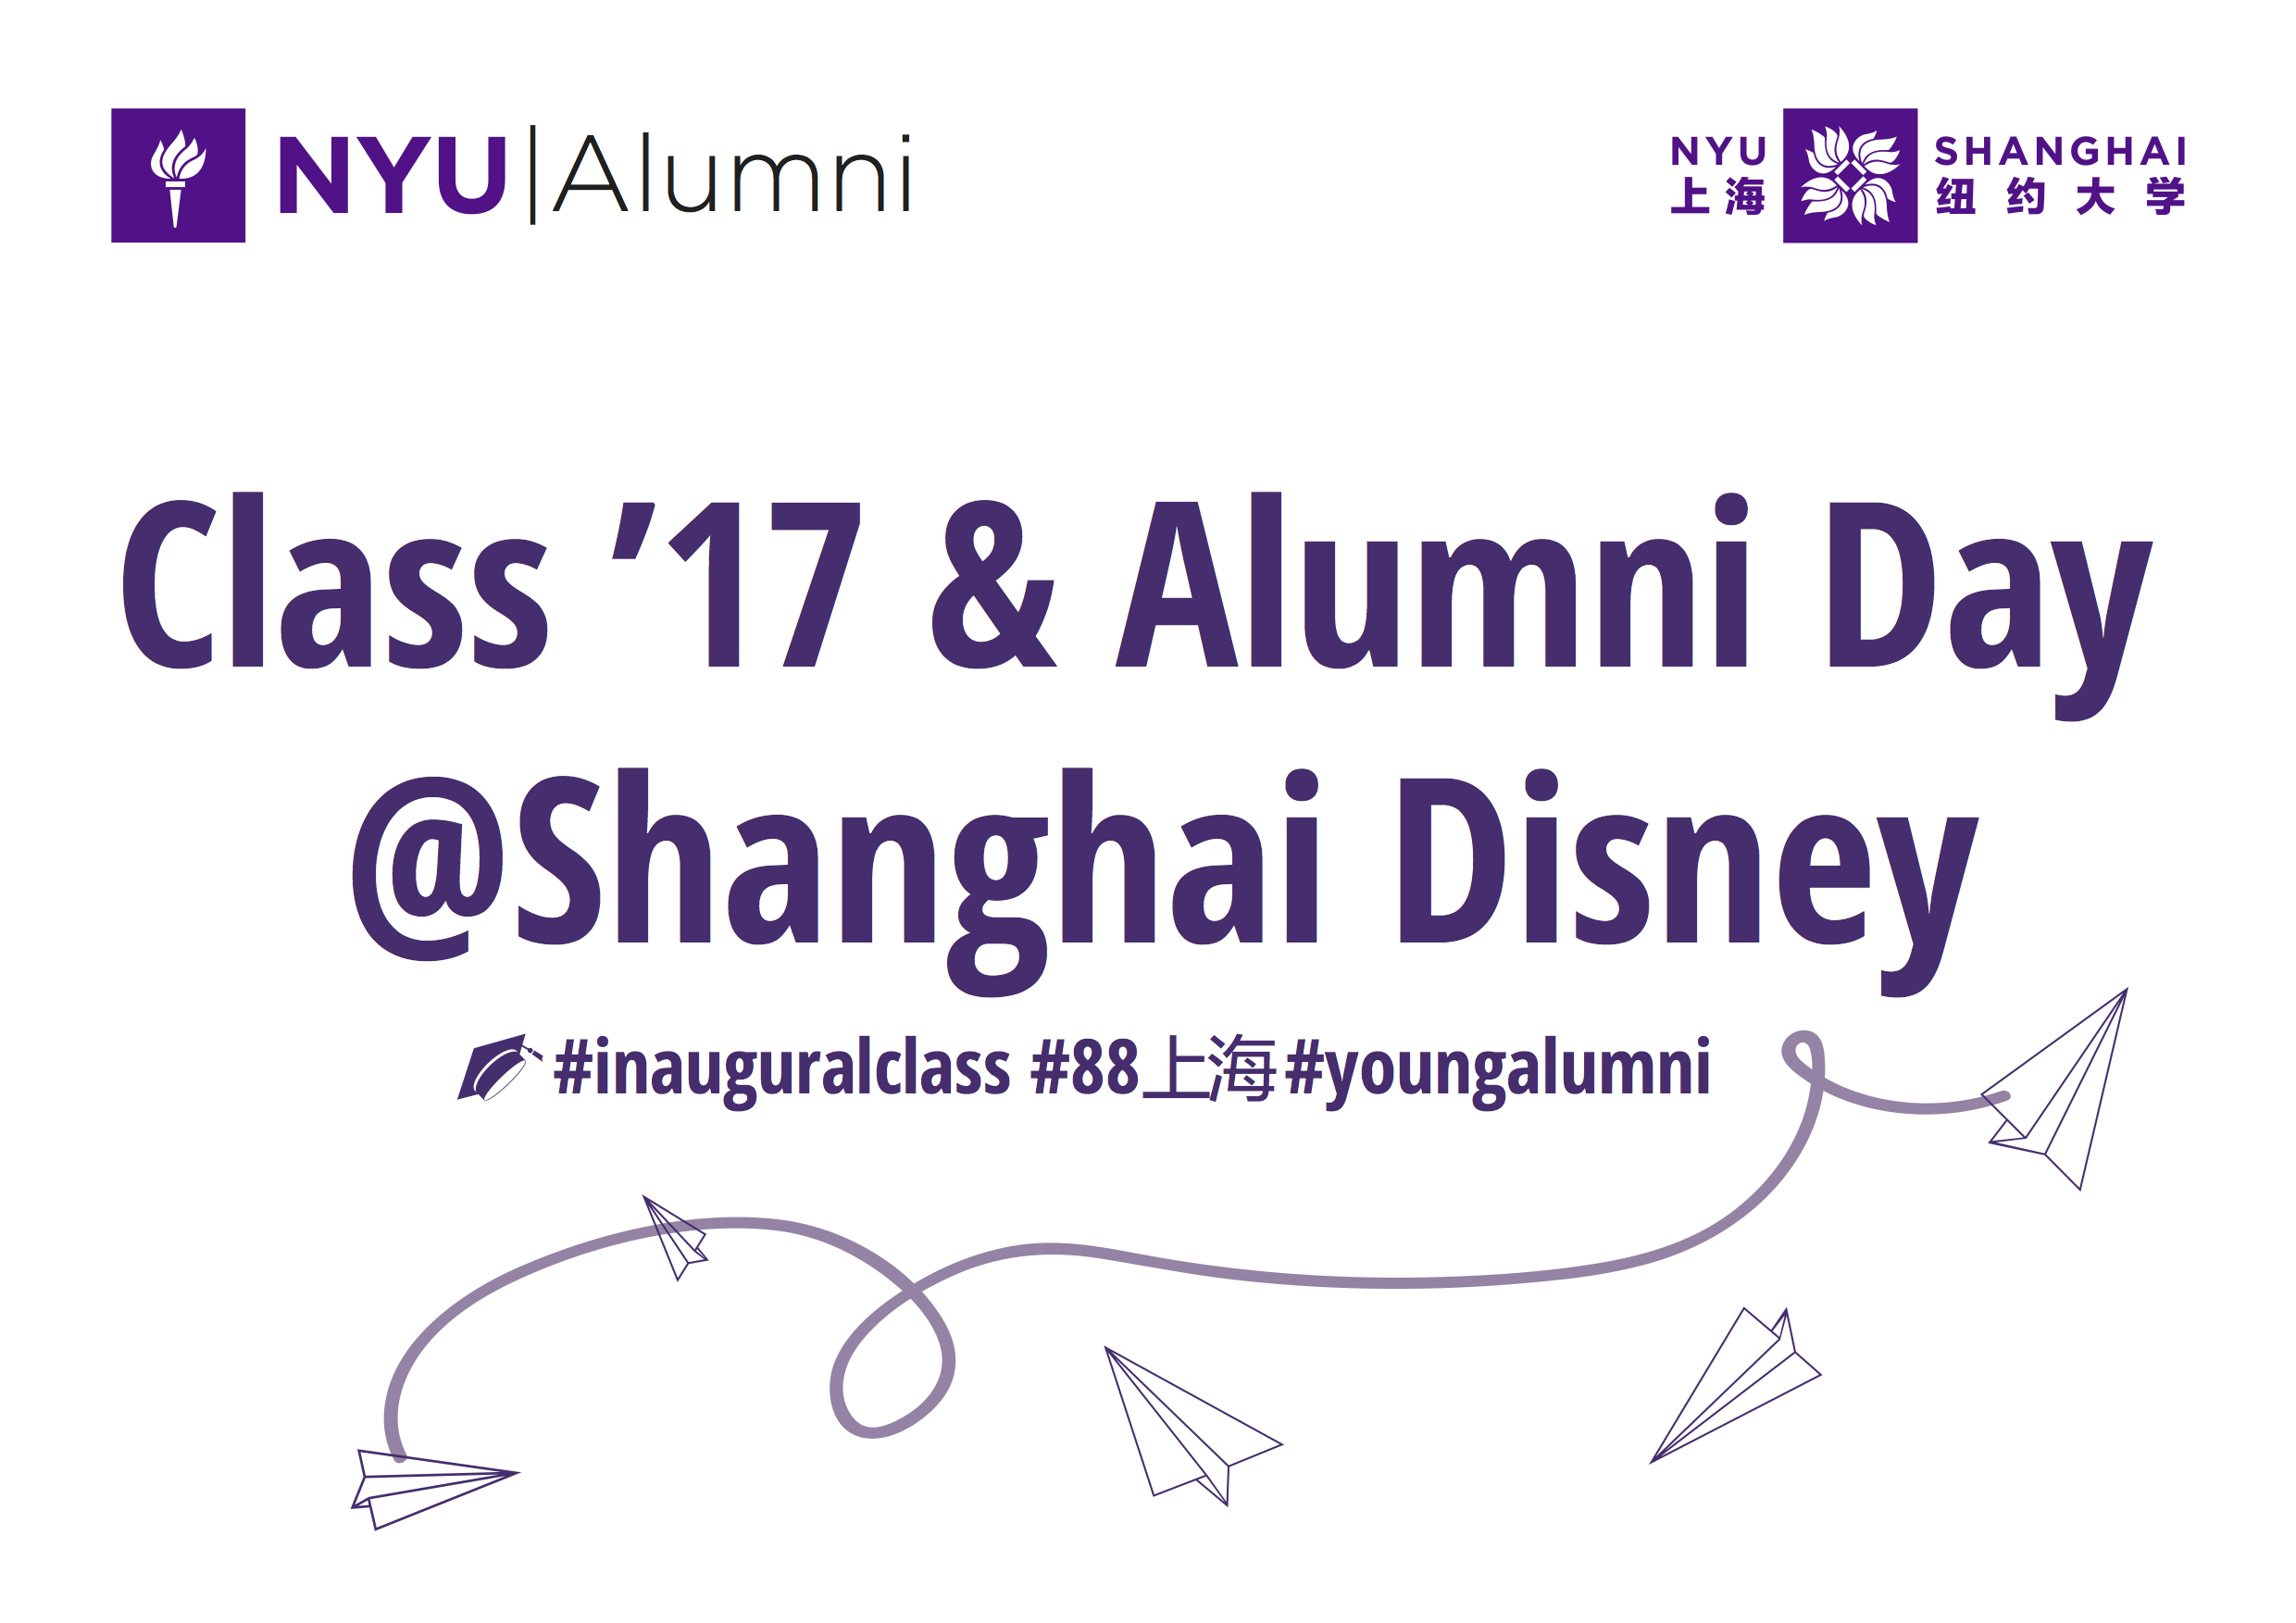 NYU|Alumni
NYU SHANGHAI
上海 纽约大学
Class ’17 & Alumni Day
@Shanghai Disney
#inauguralclass #88上海#youngalumni